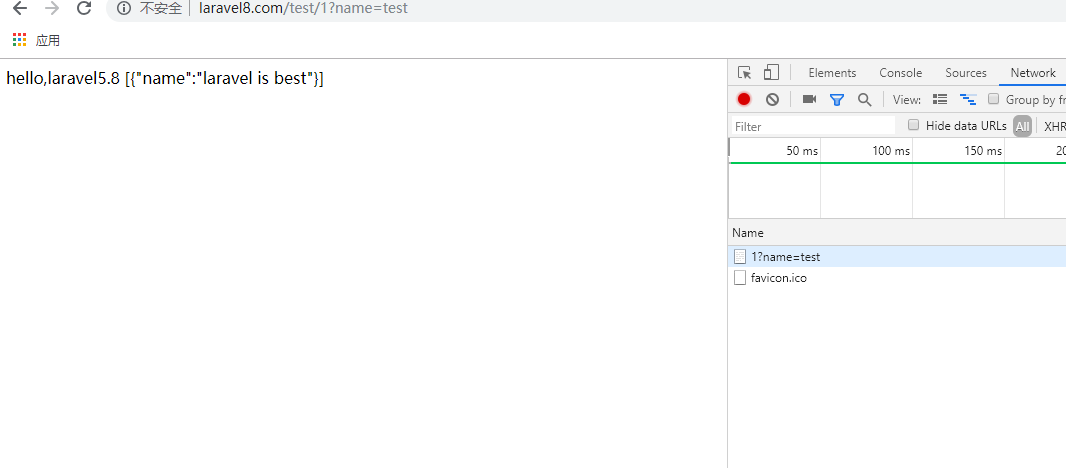 不安全 laravel8.com/test/1?name=test
应用
hello,laravel5.8 [{"name":"laravel is best"}]
Elements Console Sources Network
View: Group by fr
Filter Hide data URLs All XHR
50 ms 100 ms 150 ms 20
Name
1?name=test
favicon.ico